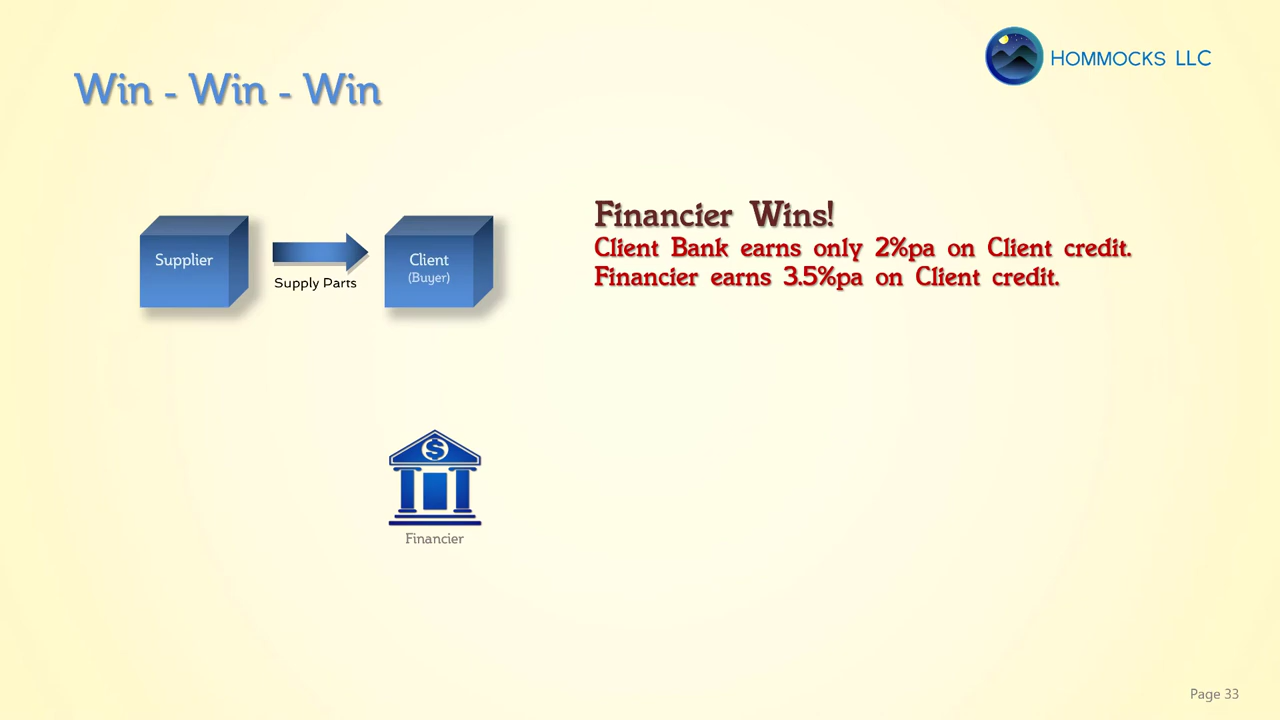 HOMMOCKS LLC
Win - Win - Win
Financier Wins!
Client Bank earns only 2%pa on Client credit.
Financier earns 3.5%pa on Client credit.
Supplier
Supply Parts
Client
(Buyer)
$
Financier
Page 33